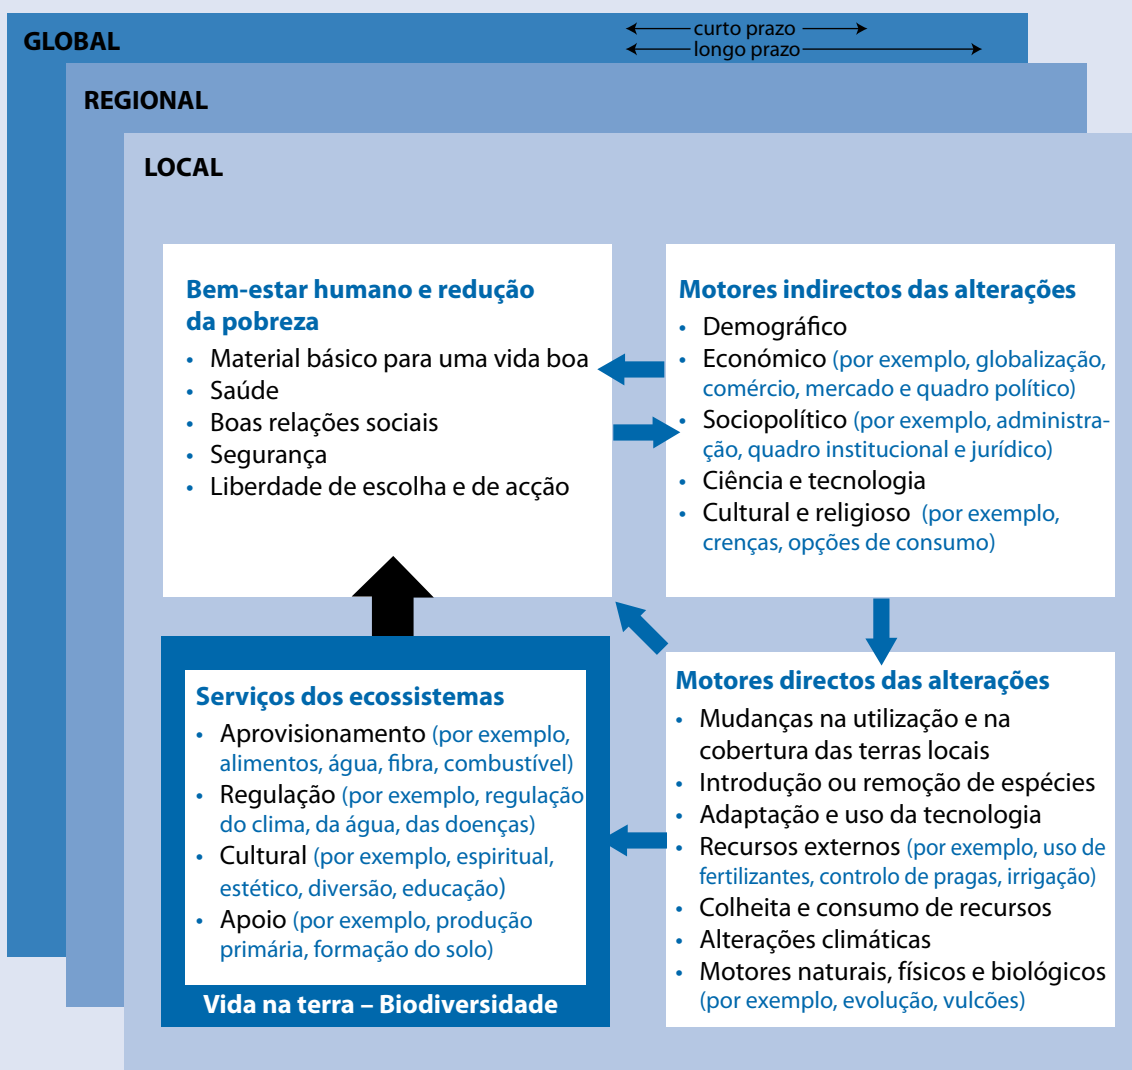 GLOBAL
curto prazo
longo prazo
REGIONAL
LOCAL
Bem-estar humano e redução
da pobreza
• Material básico para uma vida boa
• Saúde
• Boas relações sociais
• Segurança
• Liberdade de escolha e de acção
Motores indirectos das alterações
• Demográfico
• Económico (por exemplo, globalização,
comércio, mercado e quadro político)
• Sociopolítico (por exemplo, administra-
ção, quadro institucional e jurídico)
• Ciência e tecnologia
• Cultural e religioso (por exemplo,
crenças, opções de consumo)
Serviços dos ecossistemas
• Aprovisionamento (por exemplo,
alimentos, água, fibra, combustível)
• Regulação (por exemplo, regulação
do clima, da água, das doenças)
• Cultural (por exemplo, espiritual,
estético, diversão, educação)
• Apoio (por exemplo, produção
primária, formação do solo)
Vida na terra – Biodiversidade
Motores directos das alterações
• Mudanças na utilização e na
cobertura das terras locais
• Introdução ou remoção de espécies
• Adaptação e uso da tecnologia
• Recursos externos (por exemplo, uso de
fertilizantes, controlo de pragas, irrigação)
• Colheita e consumo de recursos
• Alterações climáticas
• Motores naturais, físicos e biológicos
(por exemplo, evolução, vulcões)